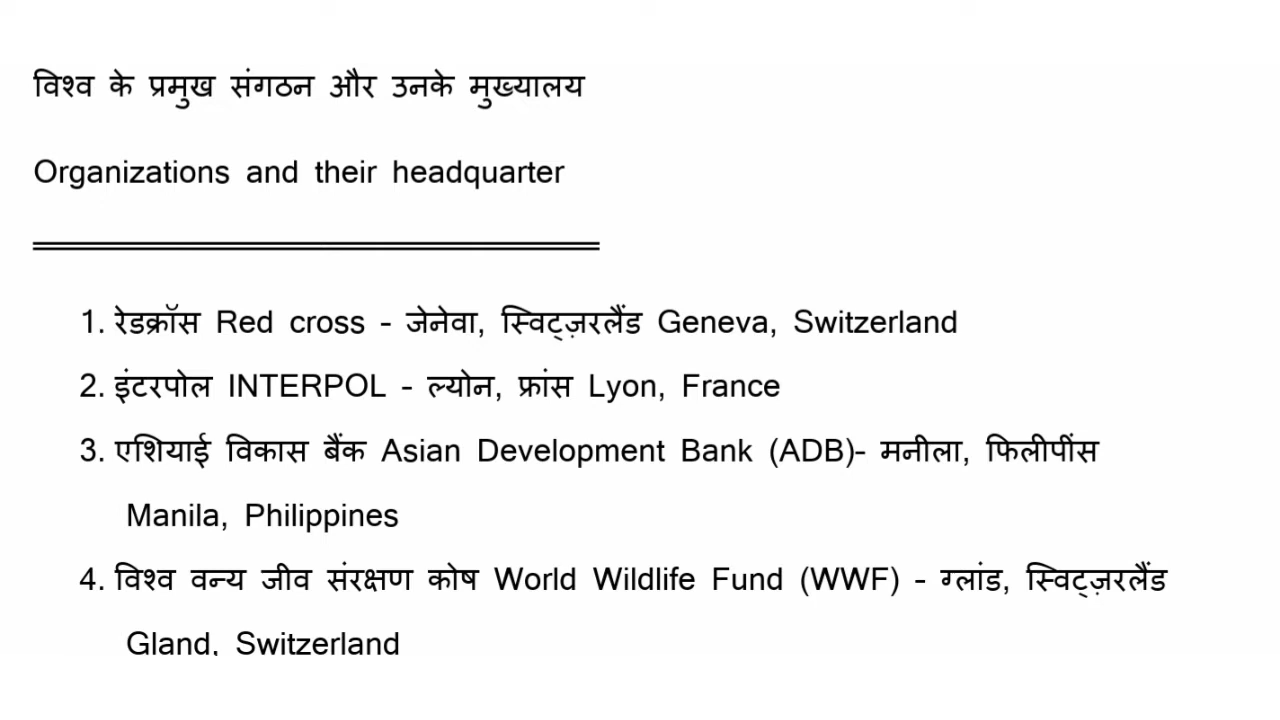 विश्व के प्रमुख संगठन और उनके मुख्यालय
Organizations and their headquarter
1. रेडक्रॉस Red cross - जेनेवा, स्विट्ज़रलैंड Geneva, Switzerland
2. इंटरपोल INTERPOL - ल्योन, फ्रांस Lyon, France
3. एशियाई विकास बैंक Asian Development Bank (ADB)- मनीला, फिलीपींस
Manila, Philippines
4. विश्व वन्य जीव संरक्षण कोष World Wildlife Fund (WWF) - ग्लांड, स्विट्ज़रलैंड
Gland, Switzerland